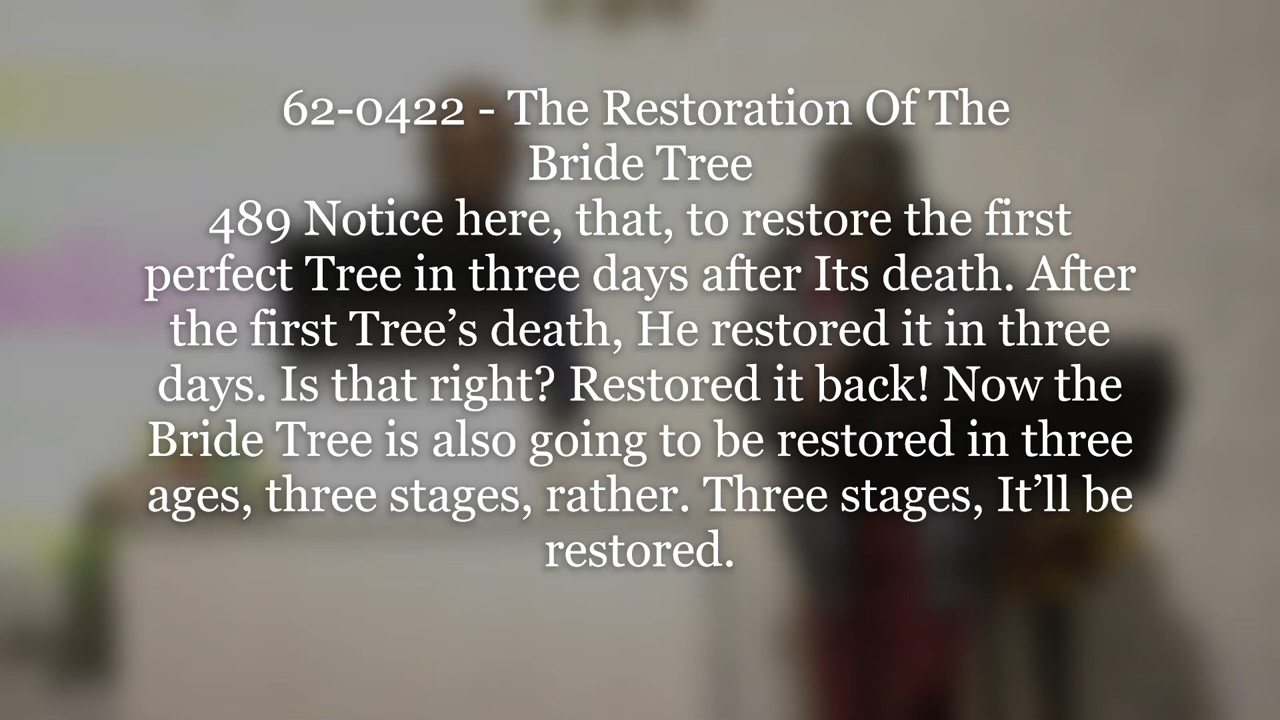 62-0422 - The Restoration Of The
Bride Tree
489 Notice here, that, to restore the first
perfect Tree in three days after Its death. After
the first Tree’s death, He restored it in three
days. Is that right? Restored it back! Now the
Bride Tree is also going to be restored in three
ages, three stages, rather. Three stages, It’ll be
restored.